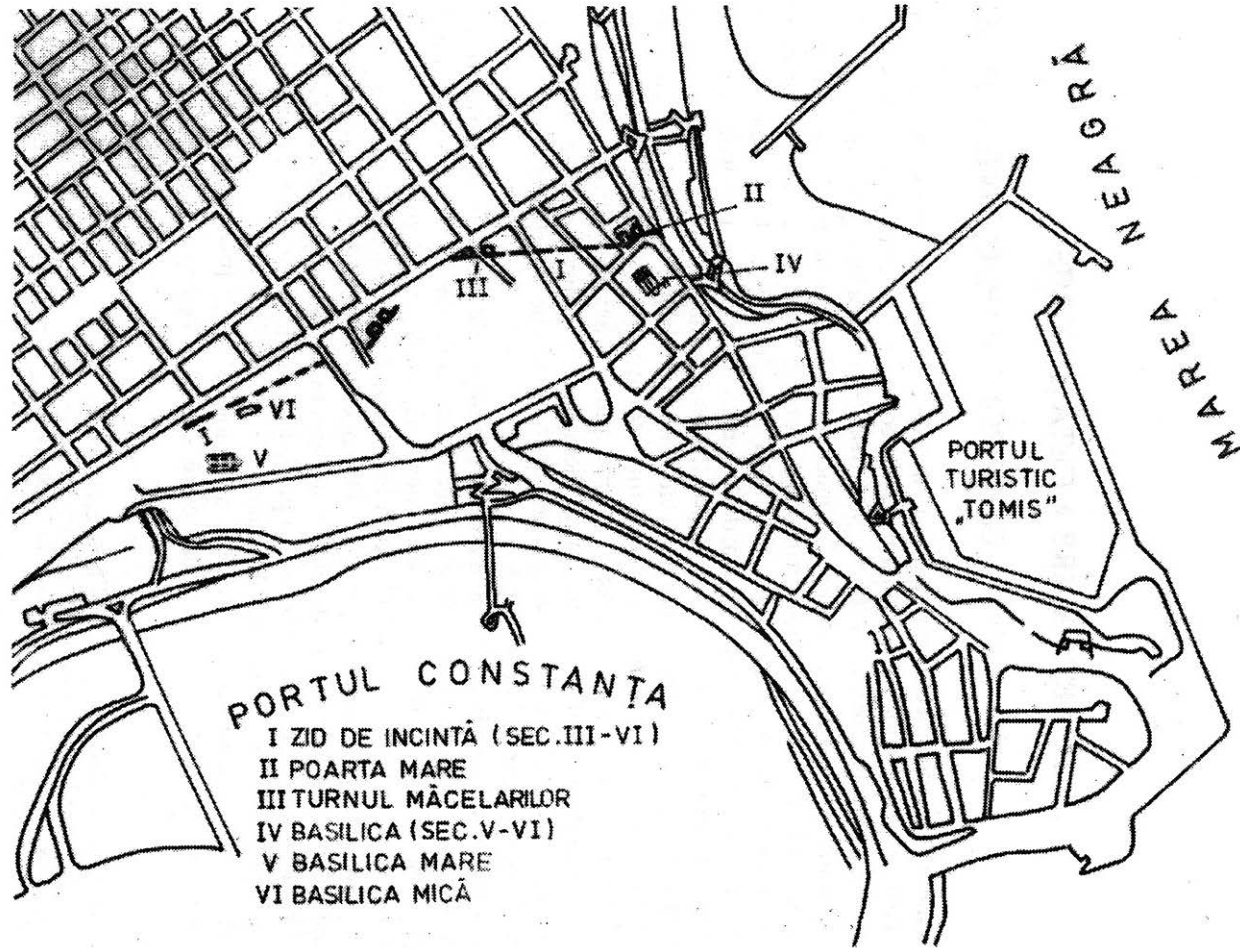 II
MAREA NEAGRĂ
I
III
IV
VI
I
V
PORTUL
TURISTIC
„TOMIS"
PORTUL CONSTANȚA
I ZID DE INCINTĂ (SEC.III-VI)
II POARTA MARE
III TURNUL MĂCELARILOR
IV BASILICA (SEC.V-VI)
V BASILICA MARE
VI BASILICA MICĂ